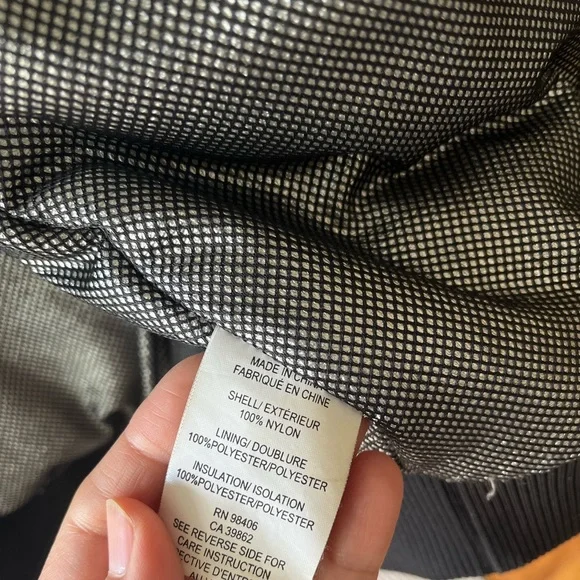 MADE IN CHINA
FABRIQUÉ EN CHINE
SHELL/ EXTÉRIEUR
100% NYLON
LINING/ DOUBLURE
100%POLYESTER/POLYESTER
INSULATION/ISOLATION
100%POLYESTER/POLYESTER
RN 98406
CA 39862
SEE REVERSE SIDE FOR
CARE INSTRUCTION